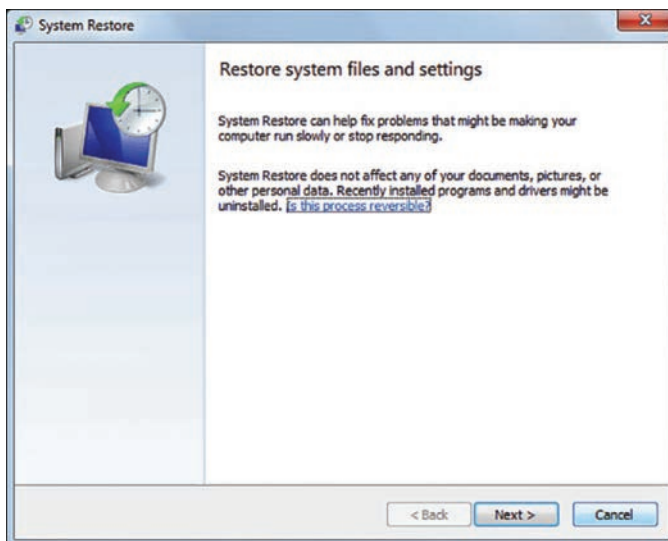 System Restore
Restore system files and settings
System Restore can help fix problems that might be making your
computer run slowly or stop responding.
System Restore does not affect any of your documents, pictures, or
other personal data. Recently installed programs and drivers might be
uninstalled. Is this process reversible?
< Back
Next >
Cancel